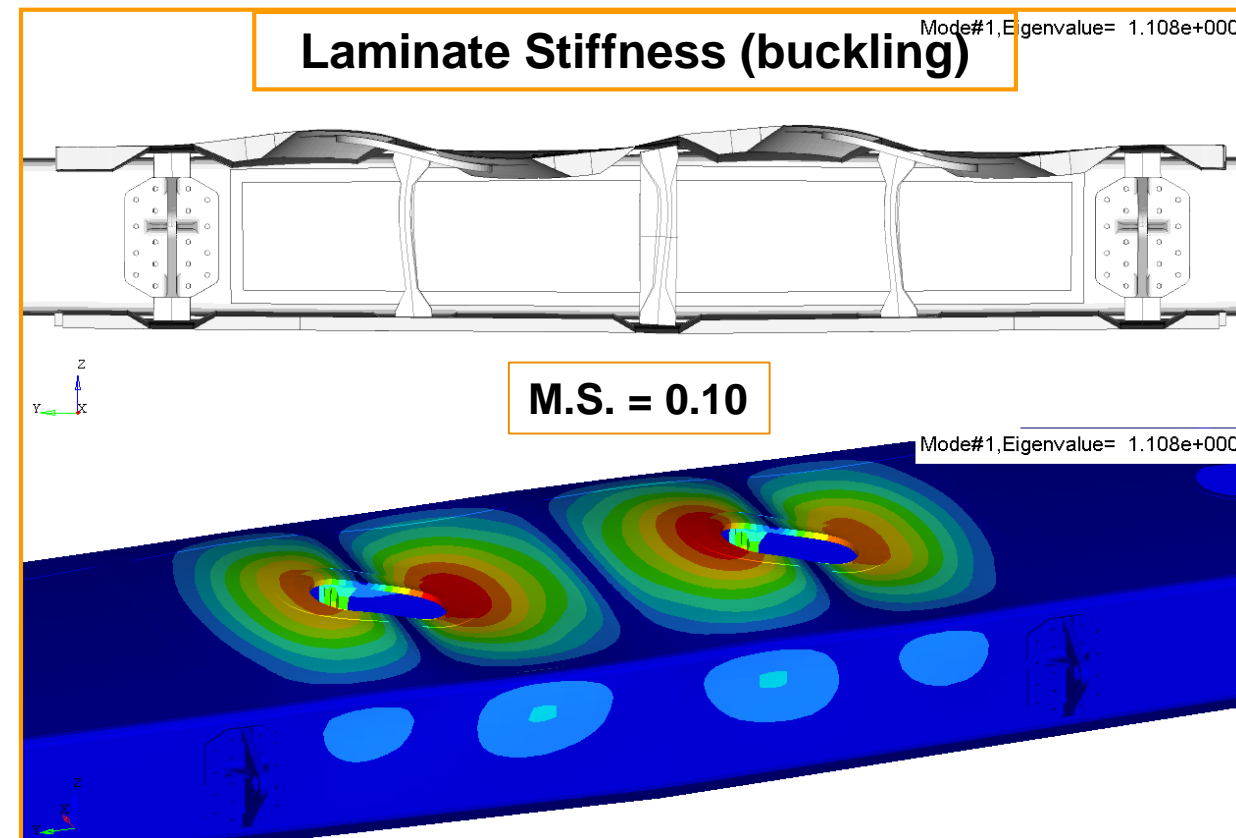 Mode#1,Eigenvalue= 1.108e+000
Laminate Stiffness (buckling)
Z
Y
X
M.S. = 0.10
Mode#1,Eigenvalue= 1.108e+000
Z
X
Y